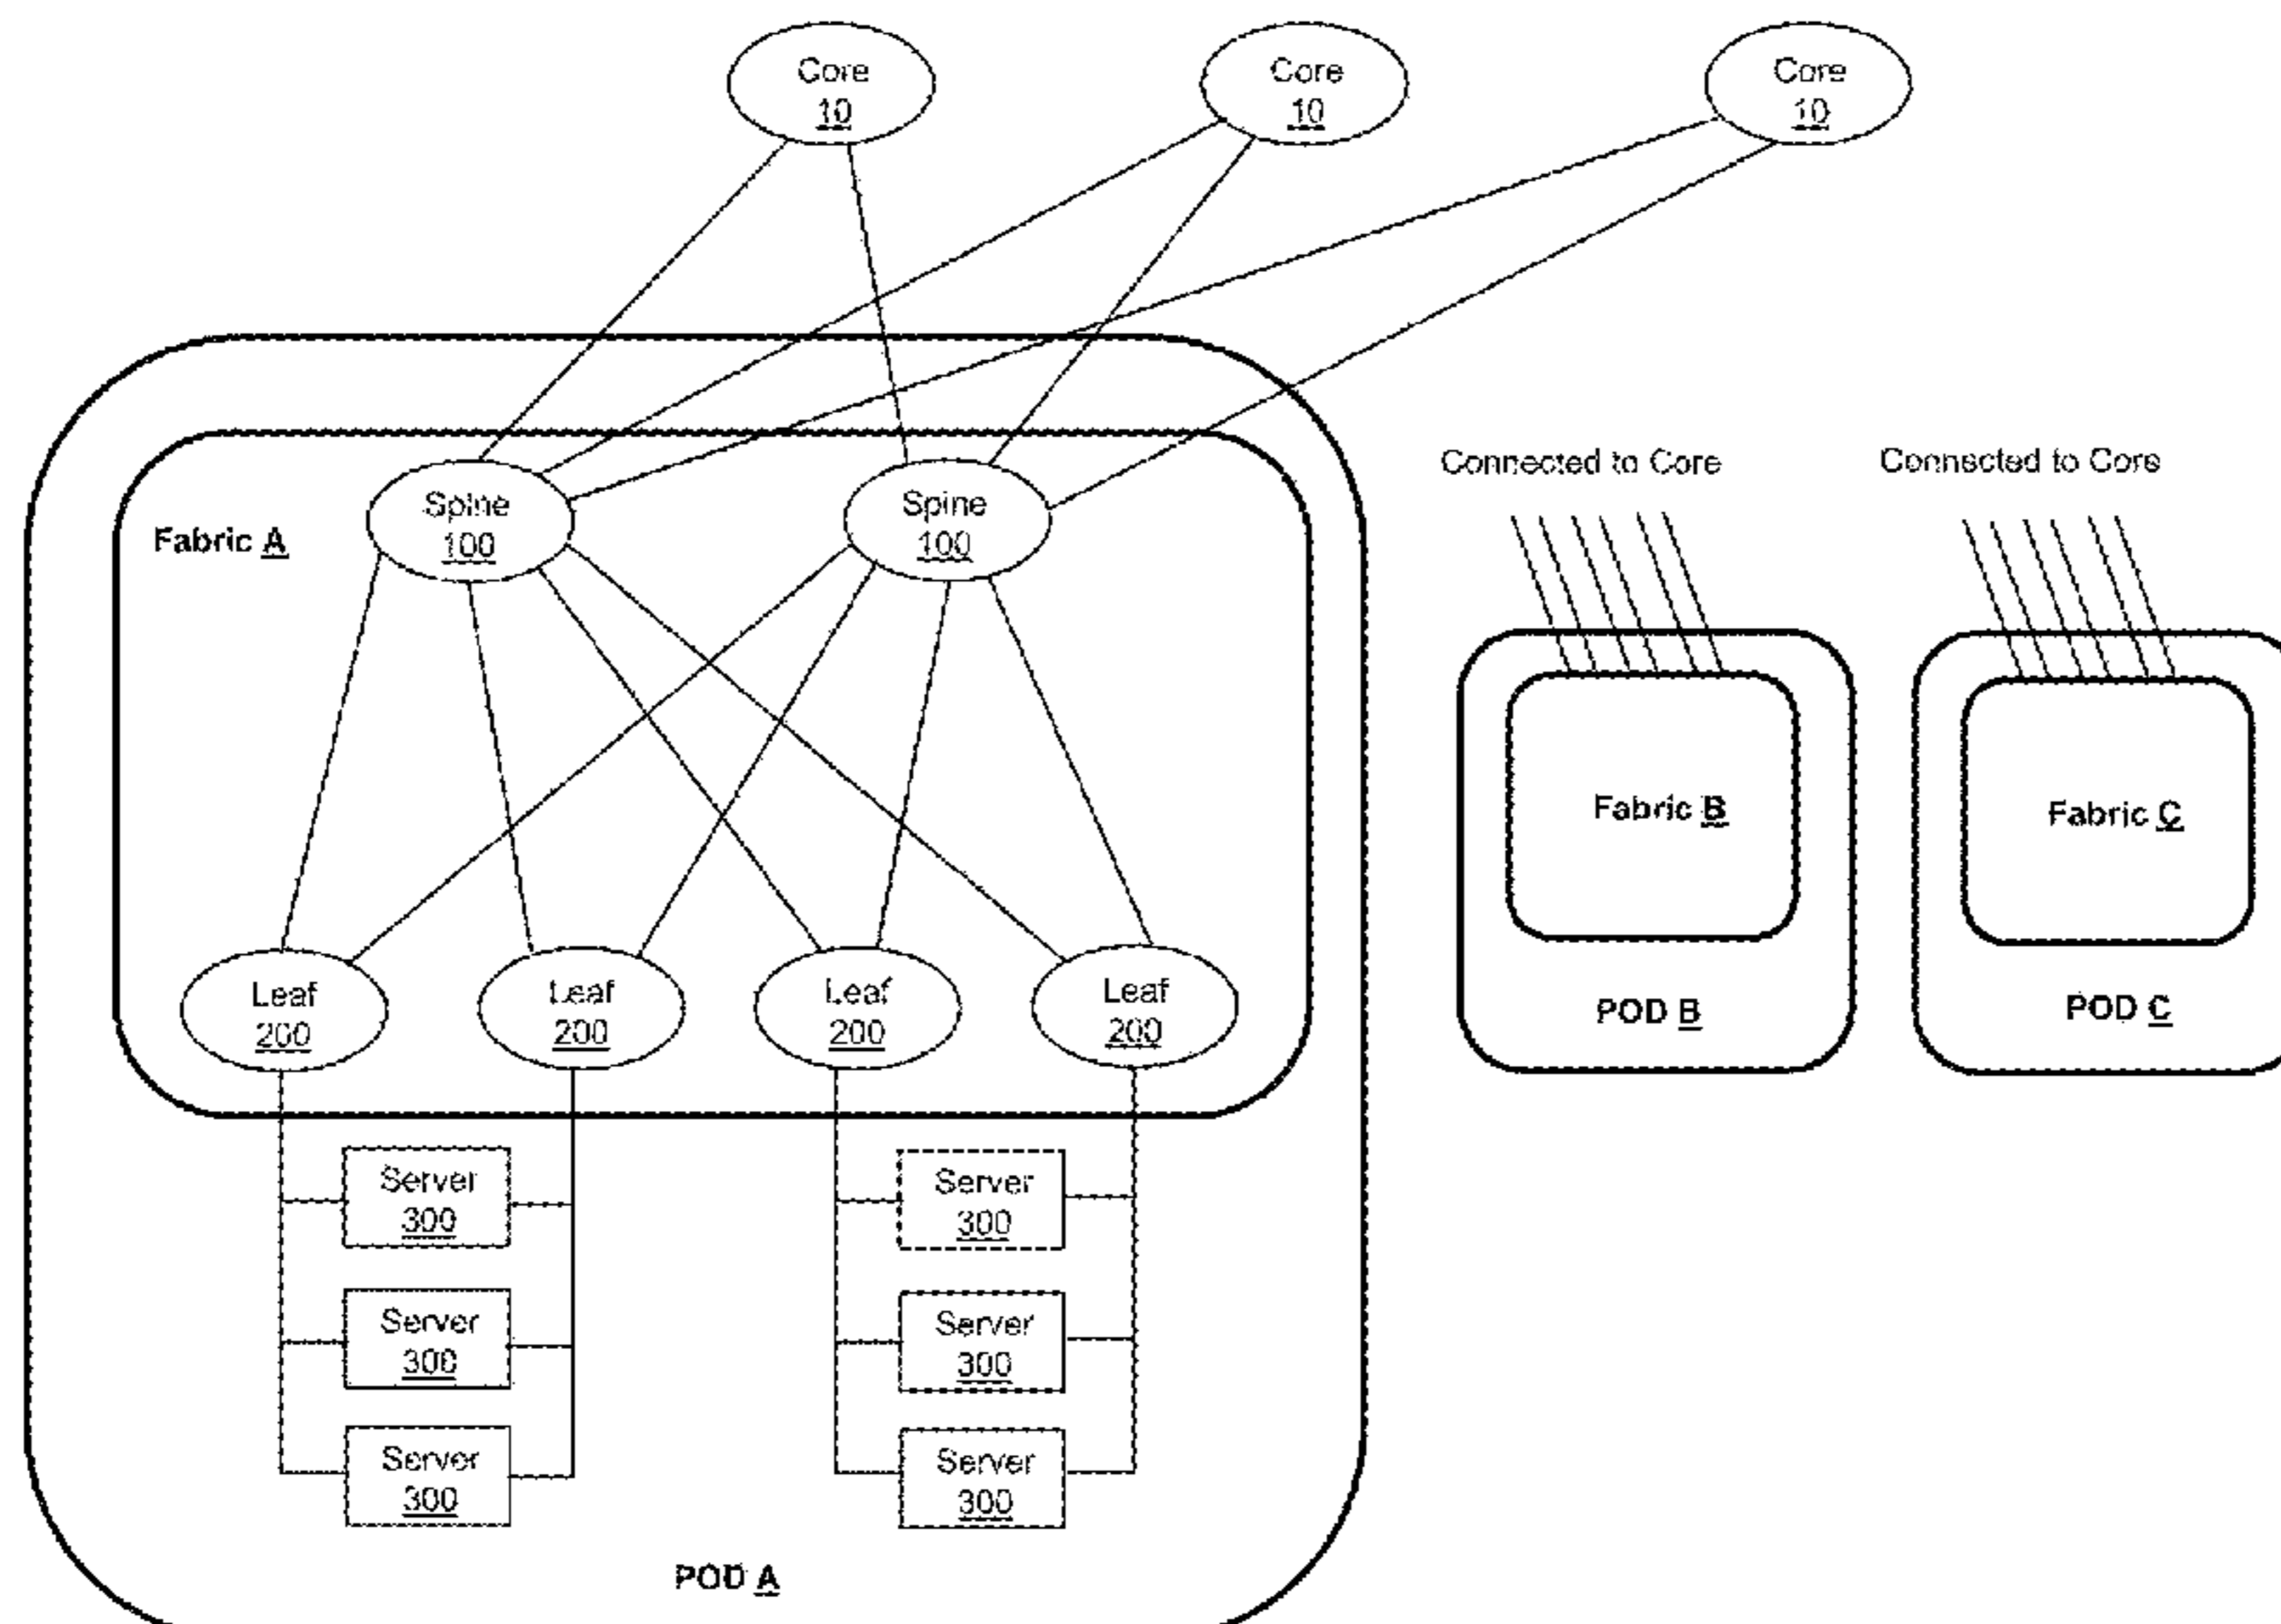 Core
10
Core
10
Core
10
Connected to Core
Connected to Core
Fabric A
Spine
100
Spine
100
Fabric B
Fabric C
Leaf
200
Leaf
200
Leaf
200
Leaf
200
POD B
POD C
Server
300
Server
300
Server
300
Server
300
Server
300
Server
300
POD A